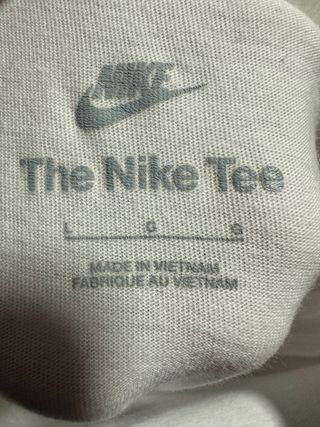 NIKE
The Nike Tee
L G G
MADE IN VIETNAM
FABRIQUE AU VIETNAM